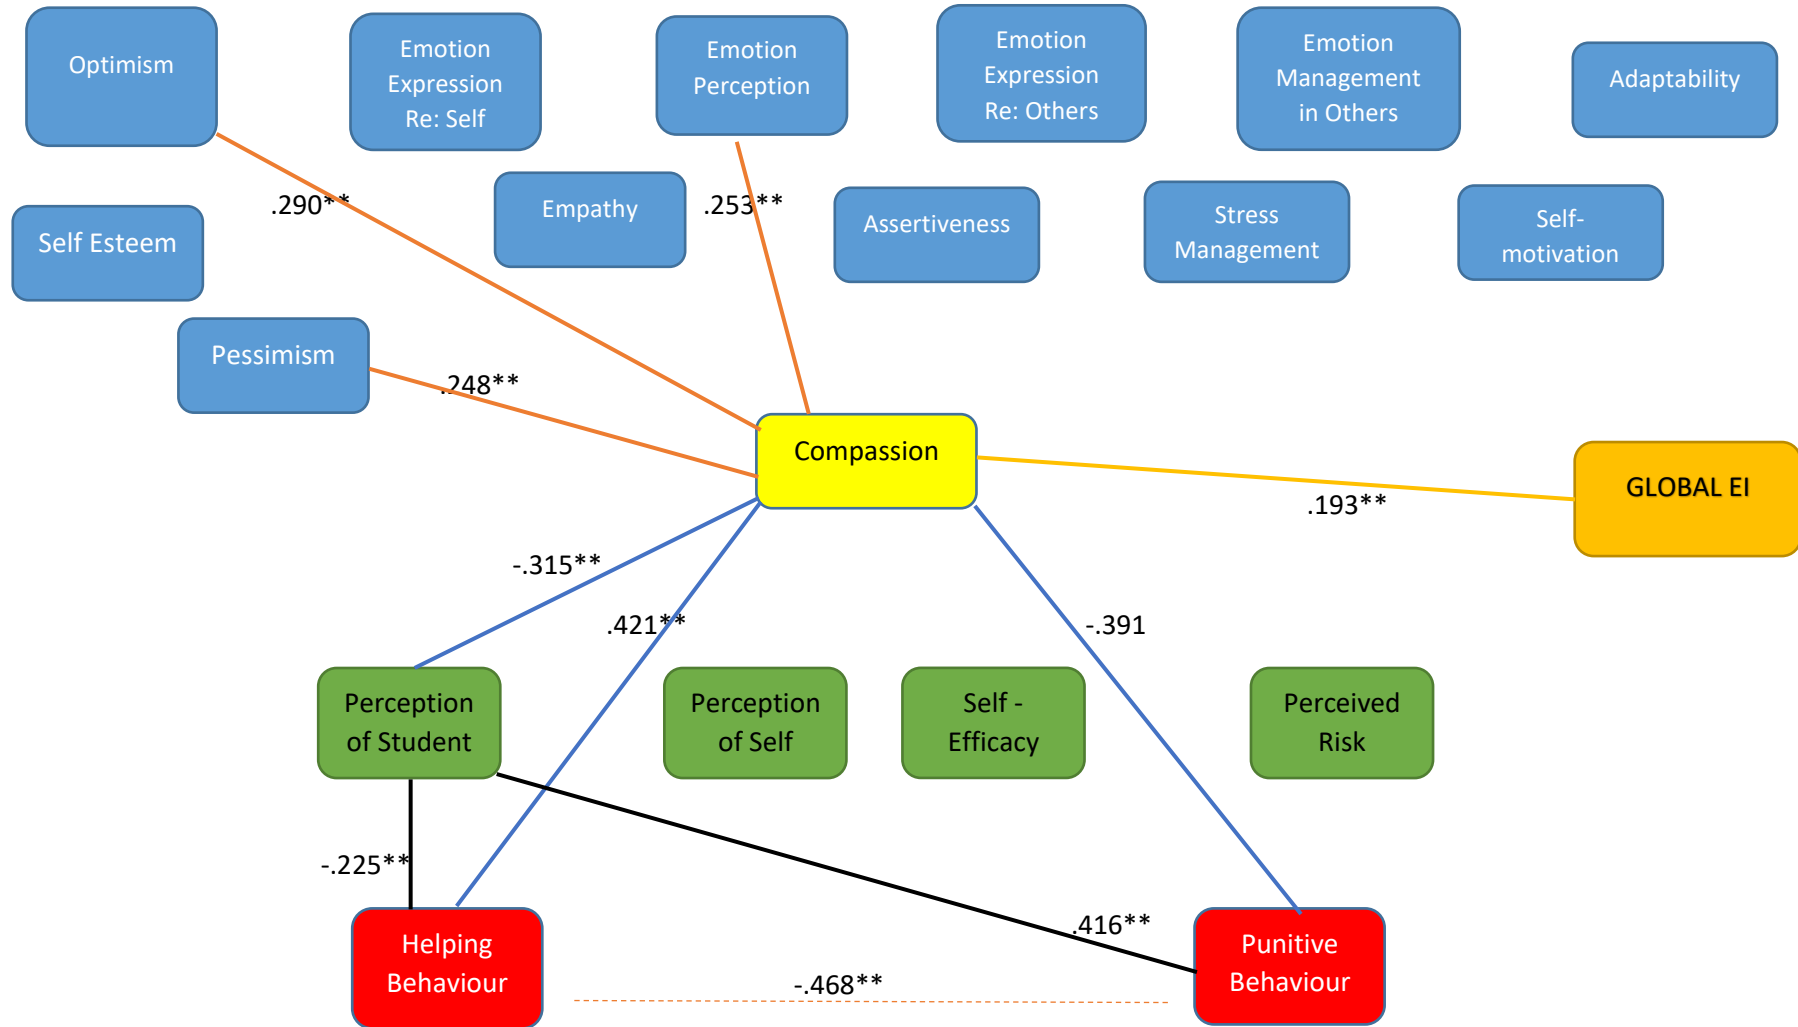 Optimism
Emotion
Expression
Re: Self
Emotion
Perception
Emotion
Expression
Re: Others
Emotion
Management
in Others
Adaptability
.290**
Empathy
.253**
Assertiveness
Stress
Management
Self-
motivation
Self Esteem
Pessimism
.248**
Compassion
GLOBAL EI
.193**
-.315**
.421**
-.391
Perception
of Student
Perception
of Self
Self -
Efficacy
Perceived
Risk
-.225**
.416**
Helping
Behaviour
-.468**
Punitive
Behaviour